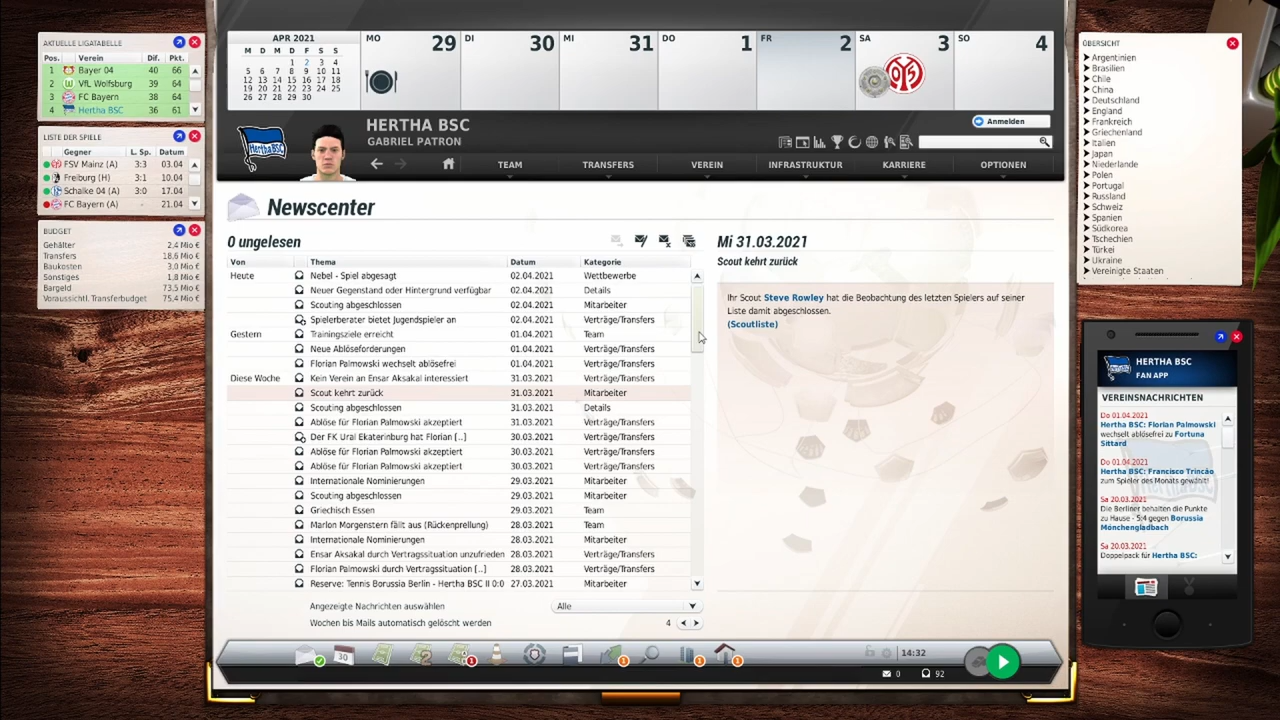 AKTUELLE LIGATABELLE
Pos. Verein Dif. Pkt.
1 Bayer 04 40 66
2 VfL Wolfsburg 39 64
3 FC Bayern 38 64
4 Hertha BSC 36 61
LISTE DER SPIELE
Gegner L. Sp. Datum
FSV Mainz (A) 3:3 03.04
Freiburg (H) 3:1 10.04
Schalke 04 (A) 3:0 17.04
FC Bayern (A) - 21.04
BUDGET
Gehälter 2.4 Mio €
Transfers 18.6 Mio €
Baukosten 3.0 Mio €
Sonstiges 1.8 Mio €
Bargeld 73.5 Mio €
Voraussichtl. Transferbudget 75.4 Mio €
APR 2021
M D M D F S S
1 2 3 4
5 6 7 8 9 10 11
12 13 14 15 16 17 18
19 20 21 22 23 24 25
26 27 28 29 30
MO 29 DI 30 MI 31 DO 1 FR 2 SA 3 SO 4
HERTHA BSC
GABRIEL PATRON
Anmelden
TEAM TRANSFERS VEREIN INFRASTRUKTUR KARRIERE OPTIONEN
Newscenter
0 ungelesen
Von Thema Datum Kategorie
Heute Nebel - Spiel abgesagt 02.04.2021 Wettbewerbe
Neuer Gegenstand oder Hintergrund verfügbar 02.04.2021 Details
Scouting abgeschlossen 02.04.2021 Mitarbeiter
Spielerberater bietet Jugendspieler an 02.04.2021 Verträge/Transfers
Gestern Trainingsziele erreicht 01.04.2021 Team
Neue Ablöseforderungen 01.04.2021 Verträge/Transfers
Florian Palmowski wechselt ablösefrei 01.04.2021 Verträge/Transfers
Diese Woche Kein Verein an Ensar Aksakal interessiert 31.03.2021 Verträge/Transfers
Scout kehrt zurück 31.03.2021 Mitarbeiter
Scouting abgeschlossen 31.03.2021 Details
Ablöse für Florian Palmowski akzeptiert 31.03.2021 Verträge/Transfers
Der FK Ural Ekaterinburg hat Florian [..] 30.03.2021 Verträge/Transfers
Ablöse für Florian Palmowski akzeptiert 30.03.2021 Verträge/Transfers
Ablöse für Florian Palmowski akzeptiert 30.03.2021 Verträge/Transfers
Internationale Nominierungen 29.03.2021 Mitarbeiter
Scouting abgeschlossen 29.03.2021 Mitarbeiter
Griechisch Essen 29.03.2021 Team
Marlon Morgenstern fällt aus (Rückenprellung) 28.03.2021 Team
Internationale Nominierungen 28.03.2021 Mitarbeiter
Ensar Aksakal durch Vertragssituation unzufrieden 28.03.2021 Verträge/Transfers
Florian Palmowski durch Vertragssituation [..] 28.03.2021 Verträge/Transfers
Reserve: Tennis Borussia Berlin - Hertha BSC II 0:0 27.03.2021 Mitarbeiter
Angezeigte Nachrichten auswählen Alle
Wochen bis Mails automatisch gelöscht werden 4
Mi 31.03.2021
Scout kehrt zurück
Ihr Scout Steve Rowley hat die Beobachtung des letzten Spielers auf seiner
Liste damit abgeschlossen.
(Scoutliste)
30 2 1 1 1 1
14:32
0 92
ÜBERSICHT
Argentinien
Brasilien
Chile
China
Deutschland
England
Frankreich
Griechenland
Italien
Japan
Niederlande
Polen
Portugal
Russland
Schweiz
Spanien
Südkorea
Tschechien
Türkei
Ukraine
Vereinigte Staaten
HERTHA BSC
FAN APP
VEREINSNACHRICHTEN
Do 01.04.2021
Hertha BSC: Florian Palmowski
wechselt ablösefrei zu Fortuna
Sittard
Do 01.04.2021
Hertha BSC: Francisco Trincão
zum Spieler des Monats gewählt!
Sa 20.03.2021
Die Berliner behalten die Punkte
zu Hause - 5:4 gegen Borussia
Mönchengladbach
Sa 20.03.2021
Doppelpack für Hertha BSC: